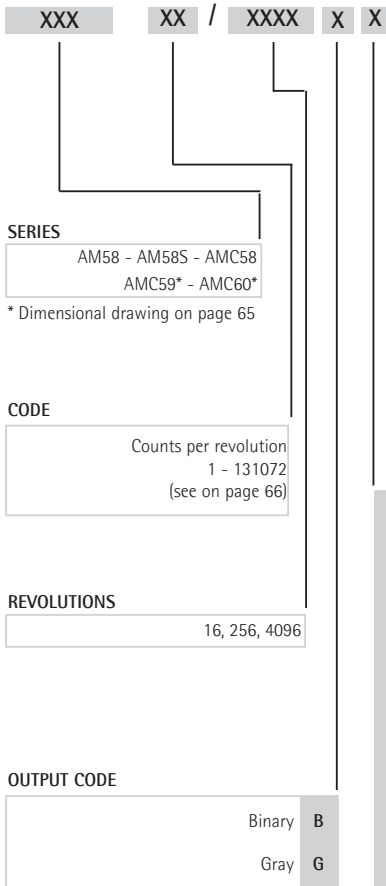 XXX XX / XXXX X X
SERIES
AM58 - AM58S - AMC58
AMC59* - AMC60*
* Dimensional drawing on page 65
CODE
Counts per revolution
1 - 131072
(see on page 66)
REVOLUTIONS
16, 256, 4096
OUTPUT CODE
Binary B
Gray G